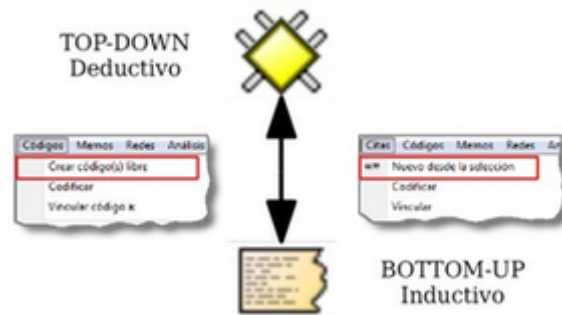 TOP-DOWN
Deductivo
Códigos Memos Redes Análisis
Crear código(s) libre
Codificar
Vincular código a:
Citas Códigos Memos Redes An
Nuevo desde la selección
Codificar
Vincular
BOTTOM-UP
Inductivo